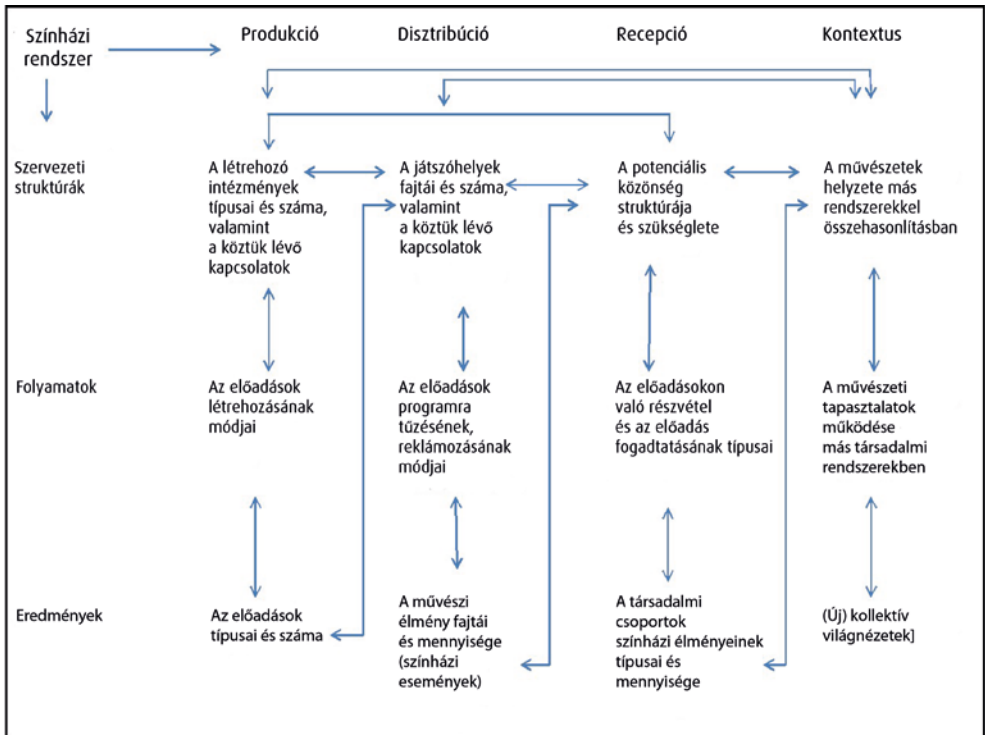 Színházi
rendszer
Produkció
Disztribúció
Recepció
Kontextus
Szervezeti
struktúrák
A létrehozó
intézmények
típusai és száma,
valamint
a köztük lévő
kapcsolatok
A játszóhelyek
fajtái és száma,
valamint
a köztük lévő
kapcsolatok
A potenciális
közönség
struktúrája
és szükséglete
A művészetek
helyzete más
rendszerekkel
összehasonlításban
Folyamatok
Az előadások
létrehozásának
módjai
Az előadások
programra
tűzésének,
reklámozásának
módjai
Az előadásokon
való részvétel
és az előadás
fogadtatásának típusai
A művészeti
tapasztalatok
működése
más társadalmi
rendszerekben
Eredmények
Az előadások
típusai és száma
A művészi
élmény fajtái
és mennyisége
(színházi
események)
A társadalmi
csoportok
színházi élményeinek
típusai és
mennyisége
(Új) kollektív
világnézetek]